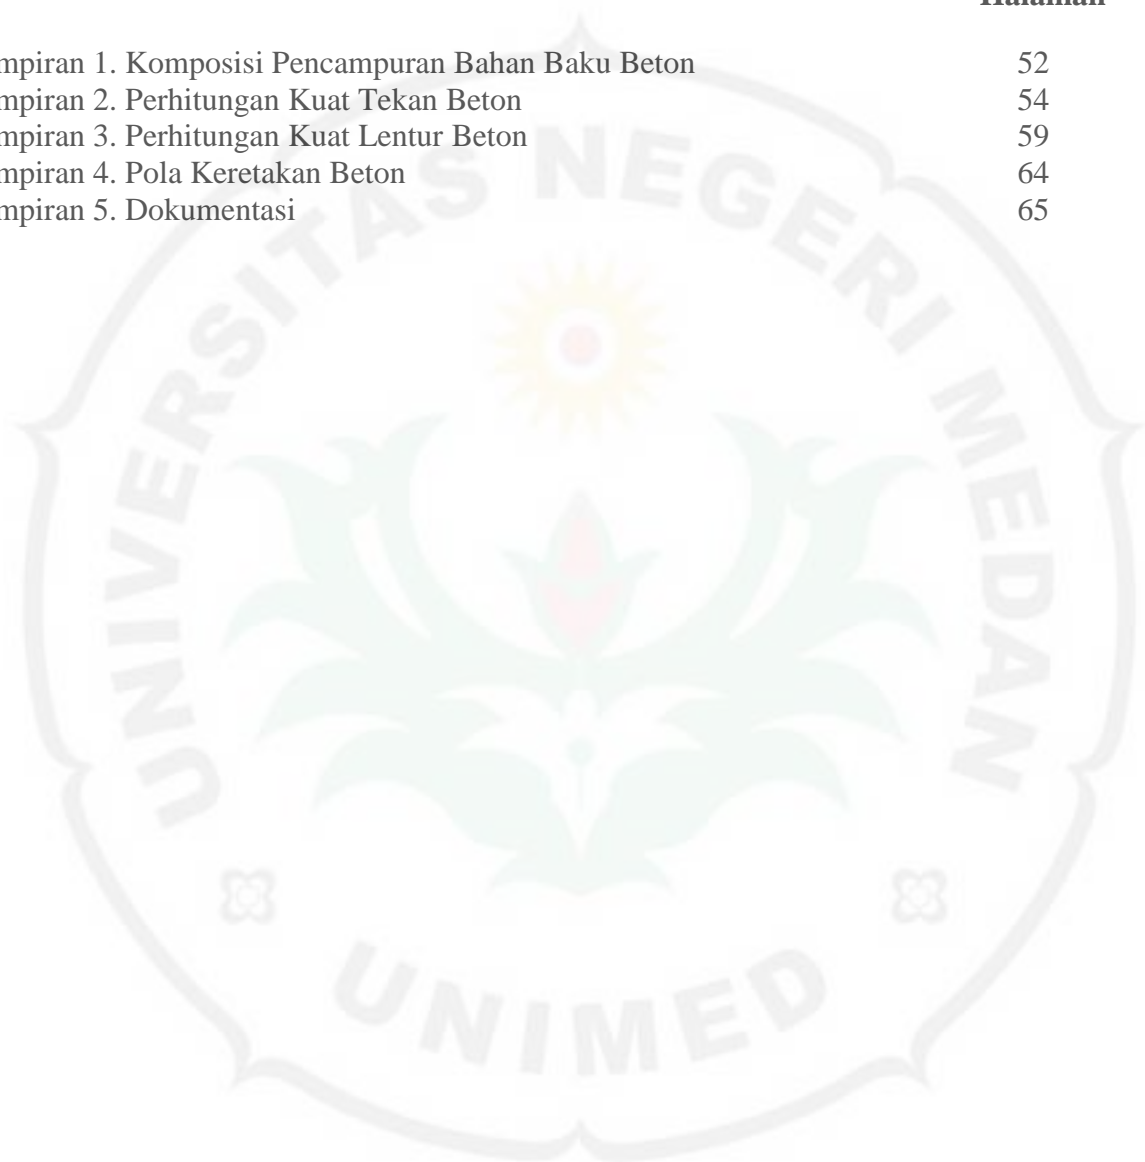 Halaman
mpiran 1. Komposisi Pencampuran Bahan Baku Beton 52
mpiran 2. Perhitungan Kuat Tekan Beton 54
mpiran 3. Perhitungan Kuat Lentur Beton 59
mpiran 4. Pola Keretakan Beton 64
mpiran 5. Dokumentasi 65
UNIVERSITAS NEGERI MEDAN
UNIMED